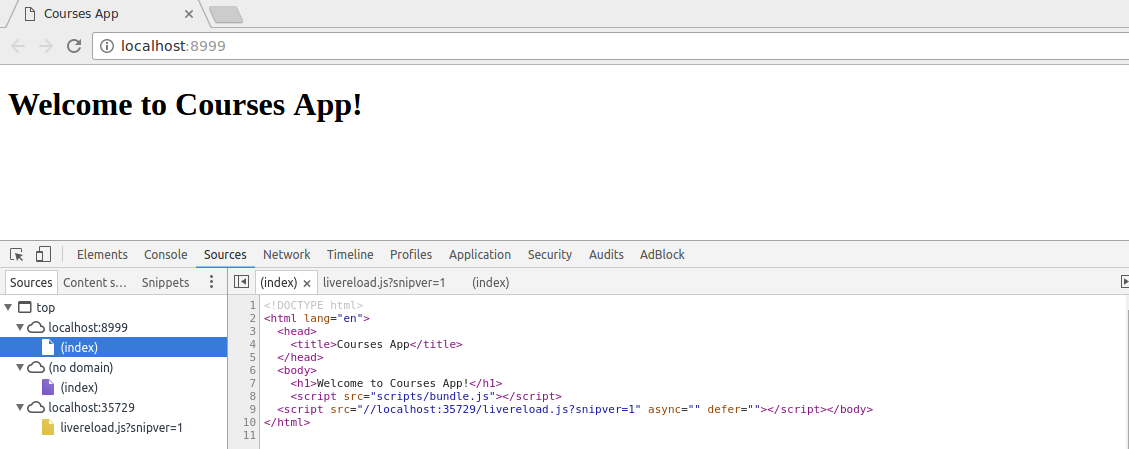 Courses App
localhost:8999
Welcome to Courses App!
Elements Console Sources Network Timeline Profiles Application Security Audits AdBlock
Sources Content s... Snippets
(index) livereload.js?snipver=1 (index)
top
localhost:8999
(index)
(no domain)
(index)
localhost:35729
livereload.js?snipver=1
1 <!DOCTYPE html>
2 <html lang="en">
3 <head>
4 <title>Courses App</title>
5 </head>
6 <body>
7 <h1>Welcome to Courses App!</h1>
8 <script src="scripts/bundle.js"></script>
9 <script src="//localhost:35729/livereload.js?snipver=1" async="" defer=""></script></body>
10 </html>
11